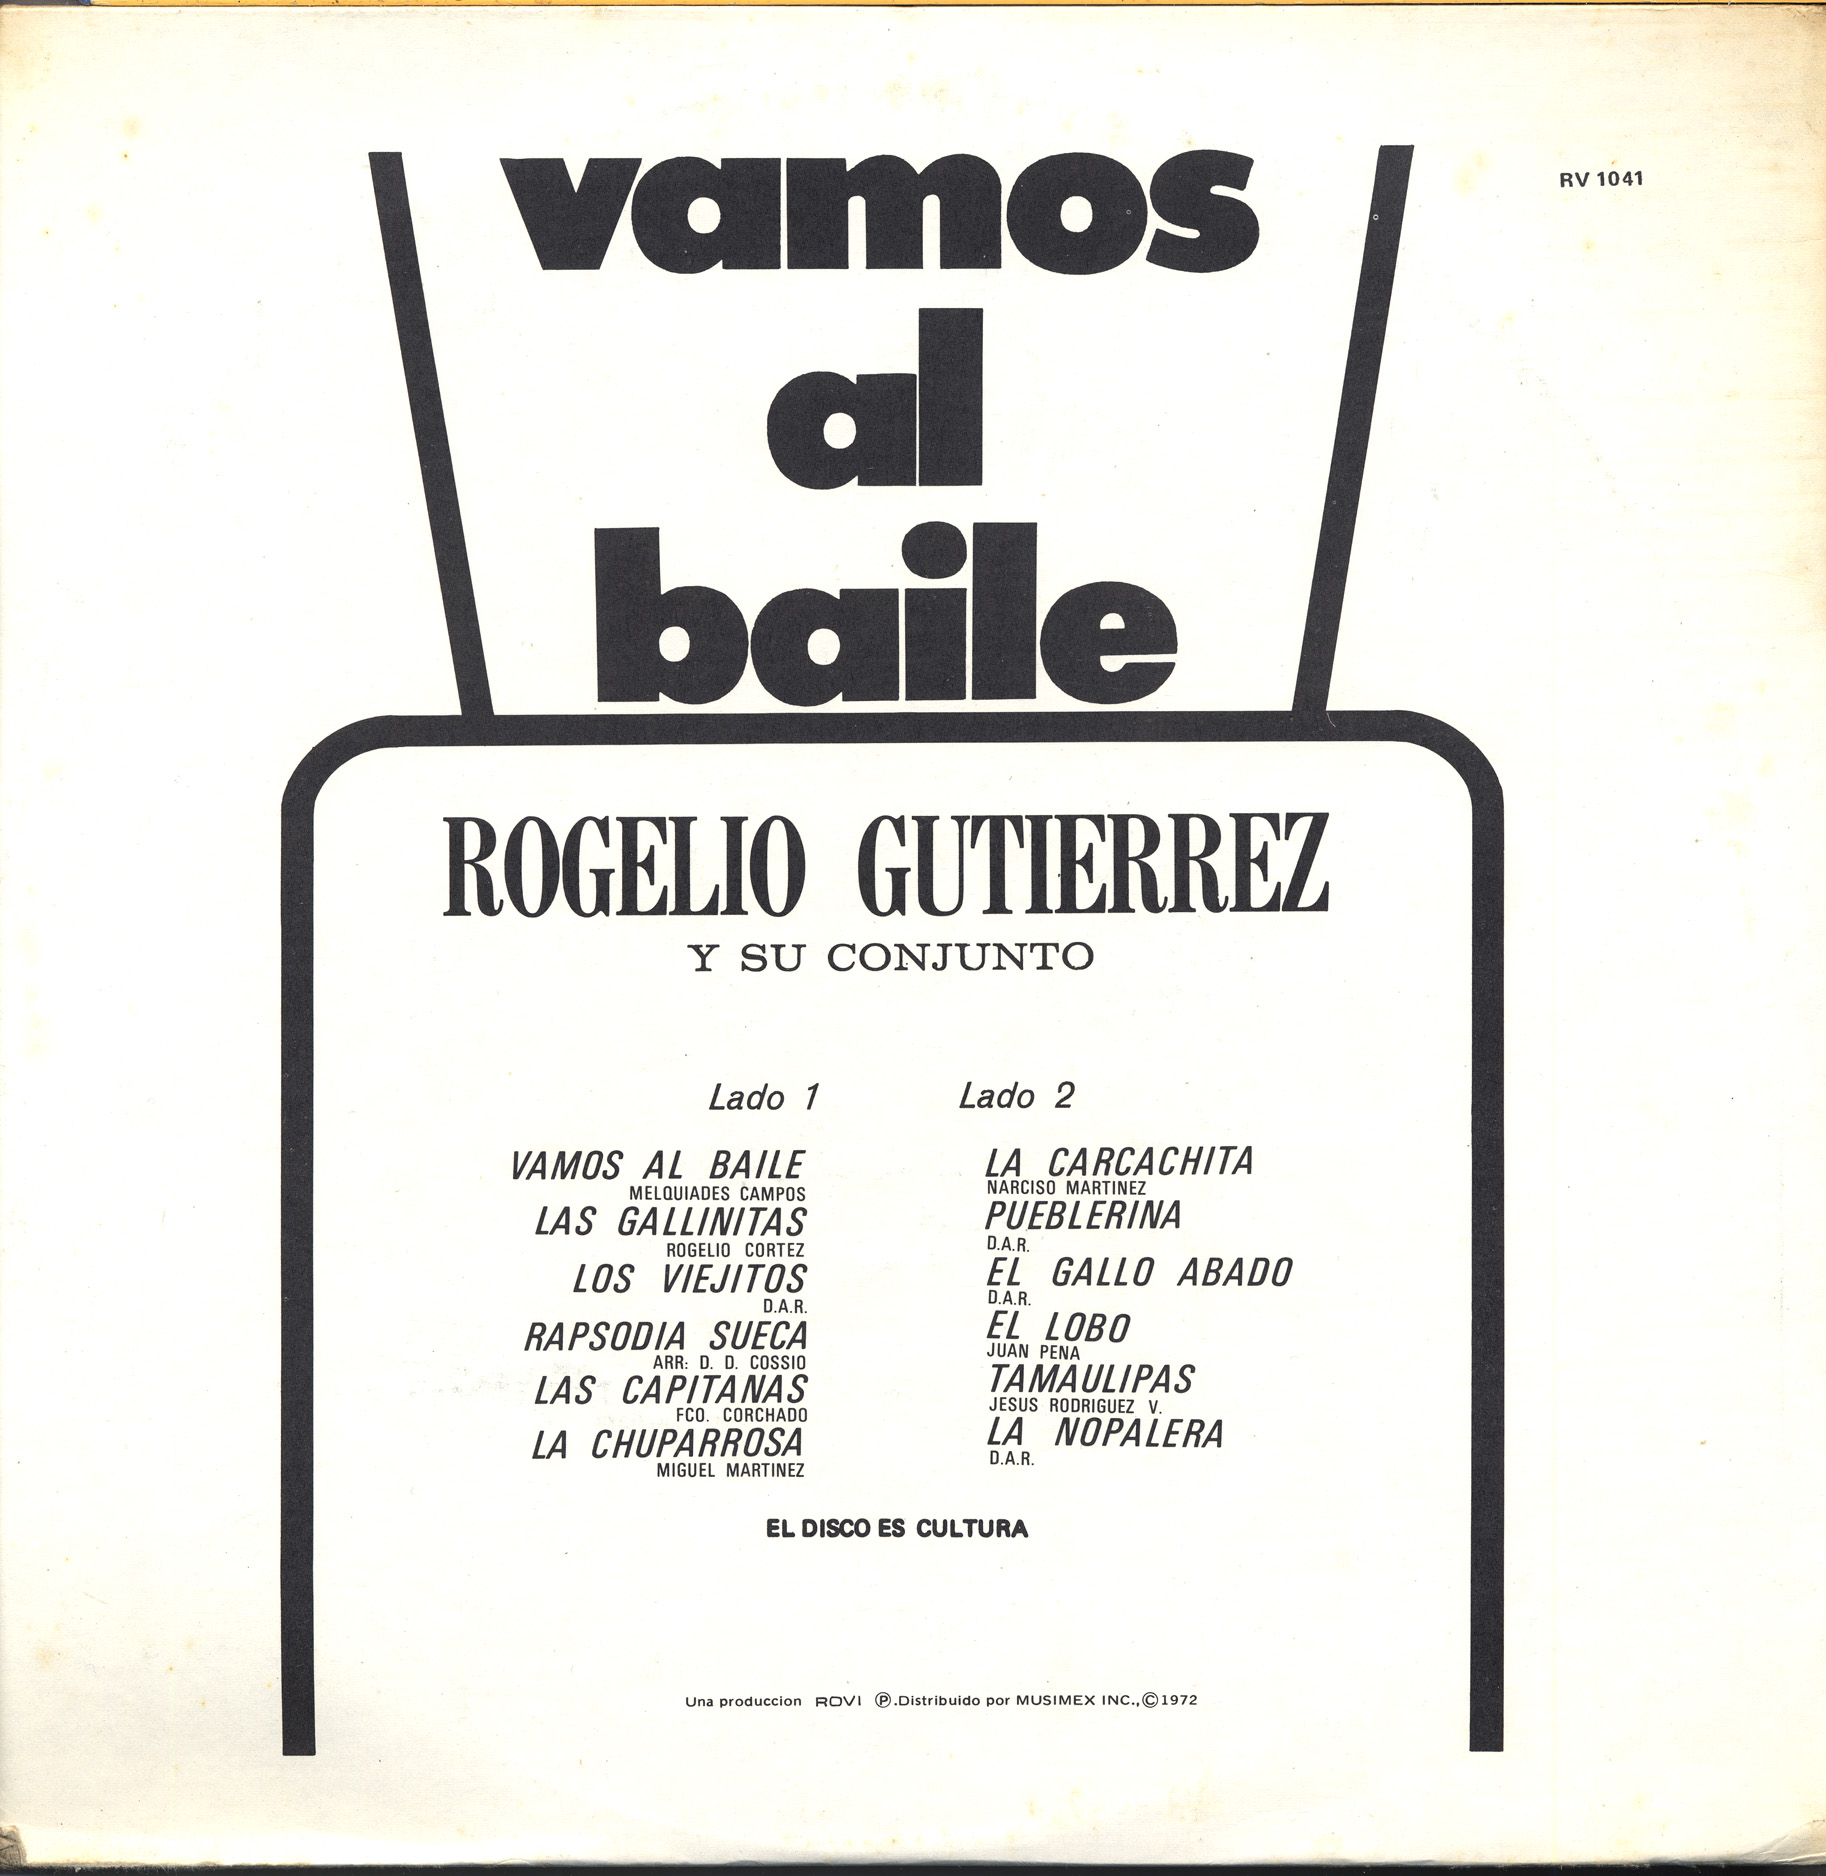 RV 1041
vamos
al
baile
ROGELIO GUTIERREZ
Y SU CONJUNTO
Lado 1
VAMOS AL BAILE
MELQUIADES CAMPOS
LAS GALLINITAS
ROGELIO CORTEZ
LOS VIEJITOS
D.A.R.
RAPSODIA SUECA
ARR: D. D. COSSIO
LAS CAPITANAS
FCO. CORCHADO
LA CHUPARROSA
MIGUEL MARTINEZ
Lado 2
LA CARCACHITA
NARCISO MARTINEZ
PUEBLERINA
D.A.R.
EL GALLO ABADO
D.A.R.
EL LOBO
JUAN PENA
TAMAULIPAS
JESUS RODRIGUEZ V.
LA NOPALERA
D.A.R.
EL DISCO ES CULTURA
Una produccion ROVI Ⓟ.Distribuido por MUSIMEX INC.,©1972